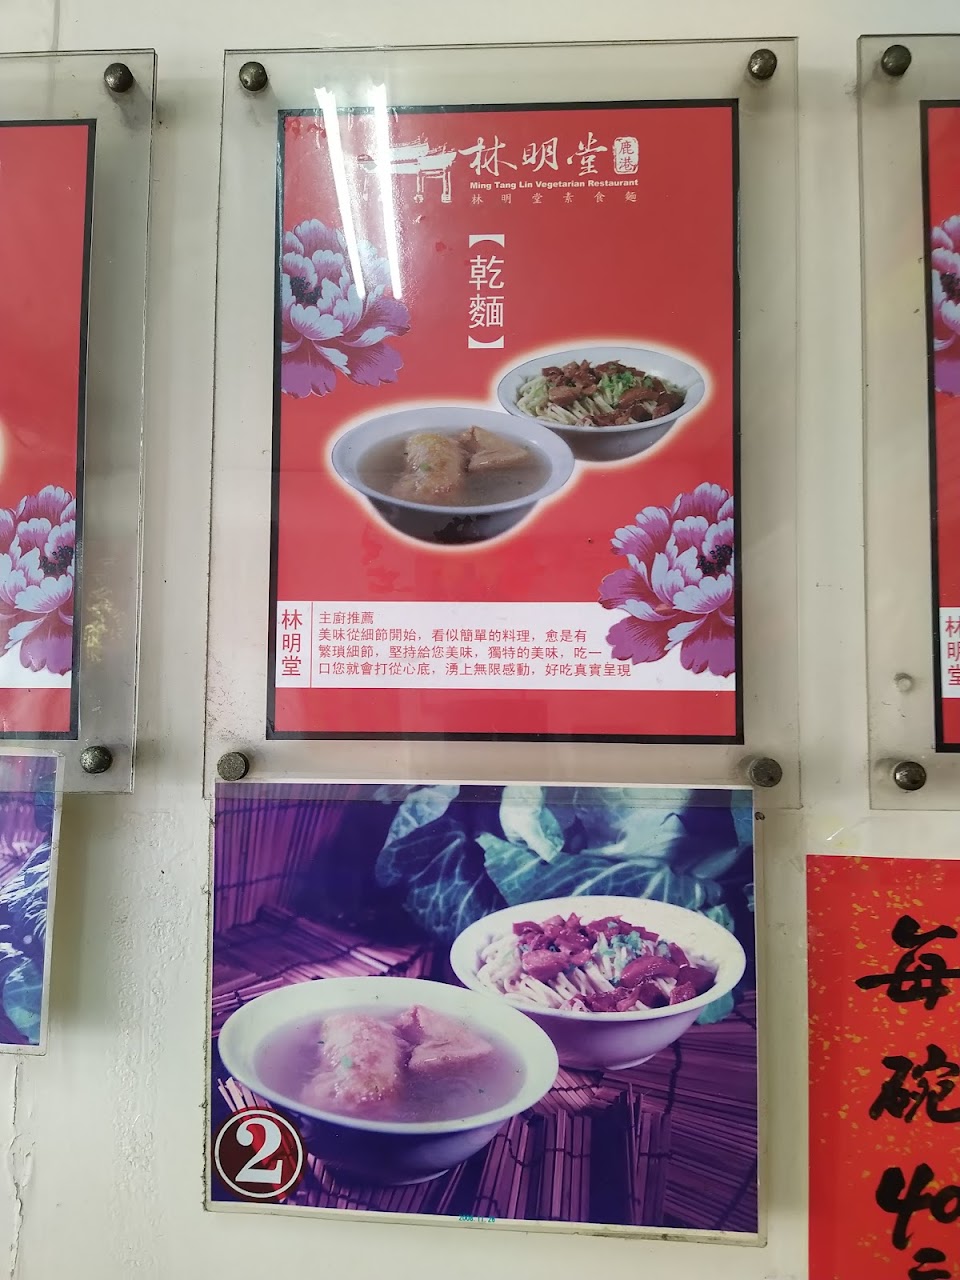 林明堂 鹿港
Ming Tang Lin Vegetarian Restaurant
林明堂素食麵
【乾麵】
林明堂
主廚推薦
美味從細節開始，看似簡單的料理，愈是有
繁瑣細節，堅持給您美味，獨特的美味，吃一
口您就會打從心底，湧上無限感動，好吃真實呈現
林明堂
2
每碗40